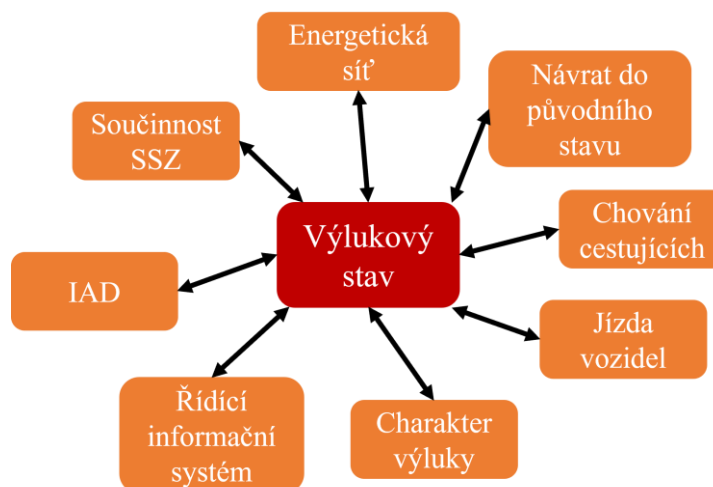 Energetická
síť
Návrat do
původního
stavu
Součinnost
SSZ
Chování
cestujících
Výlukový
stav
IAD
Jízda
vozidel
Řídící
informační
systém
Charakter
výluky